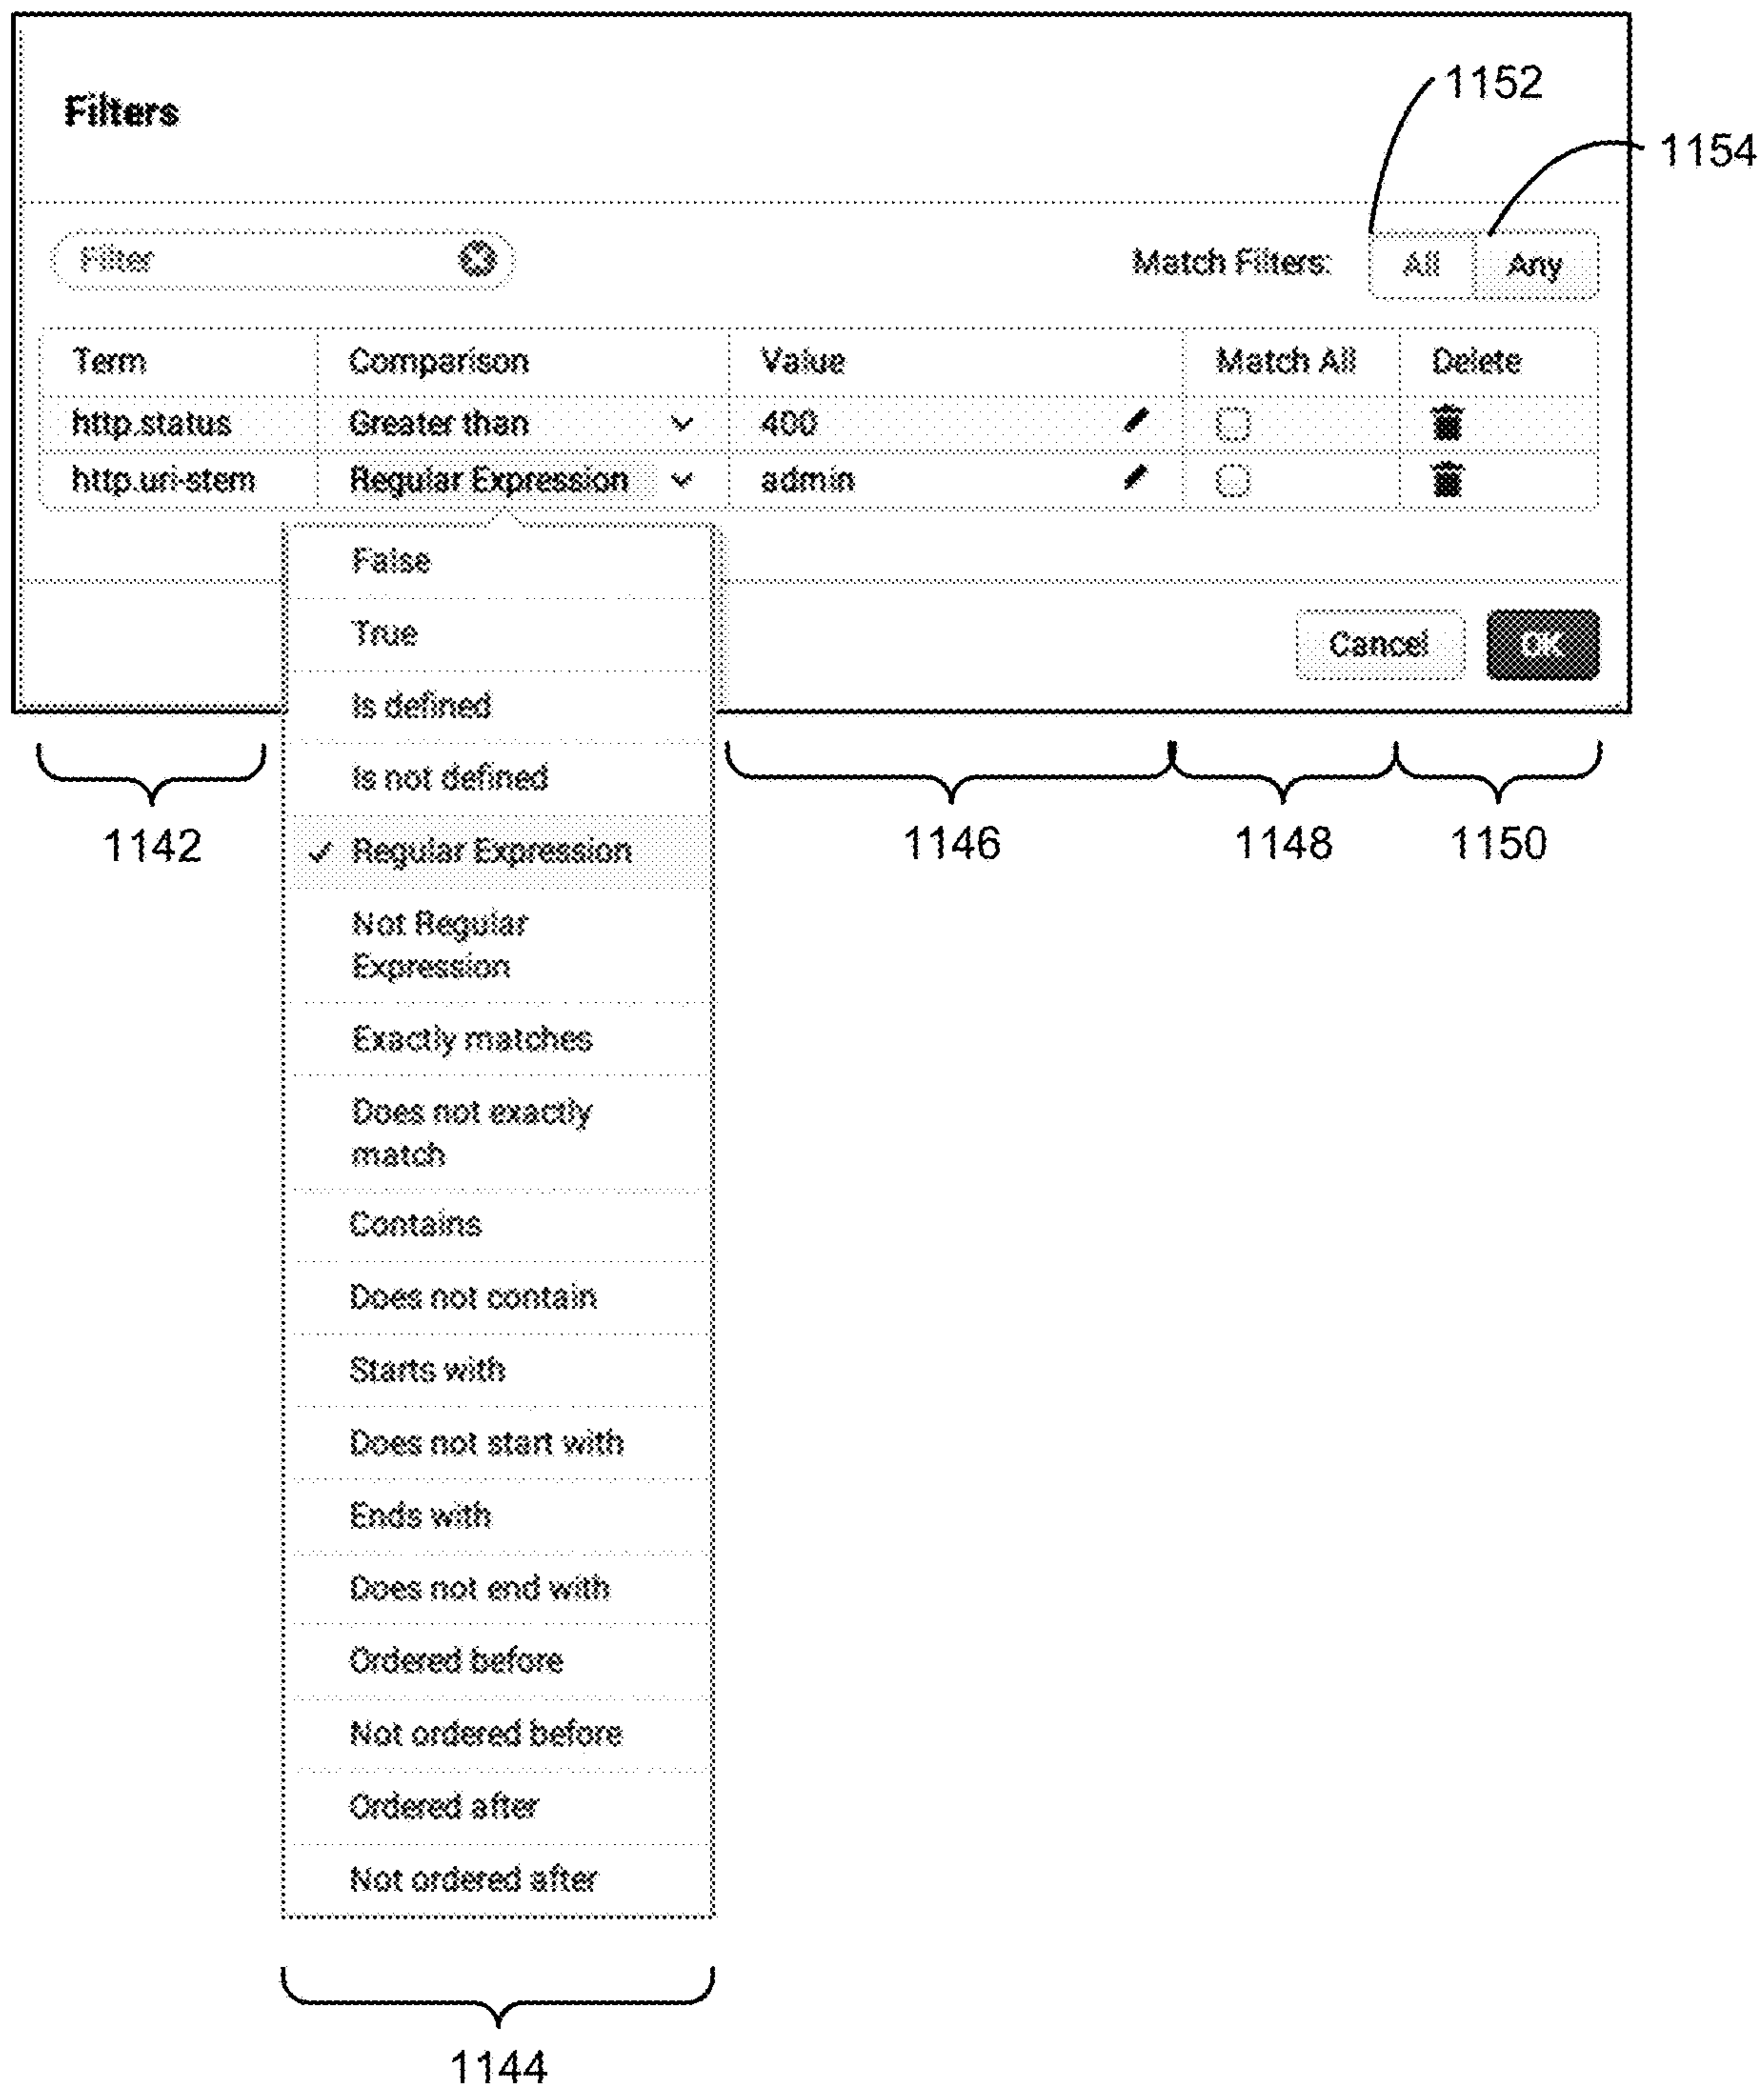 1152
1154
Filters
Filter
Match Filters: All Any
Term Comparison Value Match All Delete
http.status Greater than 400
http.uri-stem Regular Expression admin
False
True
Cancel OK
Is defined
Is not defined
1142 1146 1148 1150
Regular Expression
Not Regular
Expression
Exactly matches
Does not exactly
match
Contains
Does not contain
Starts with
Does not start with
Ends with
Does not end with
Ordered before
Not ordered before
Ordered after
Not ordered after
1144